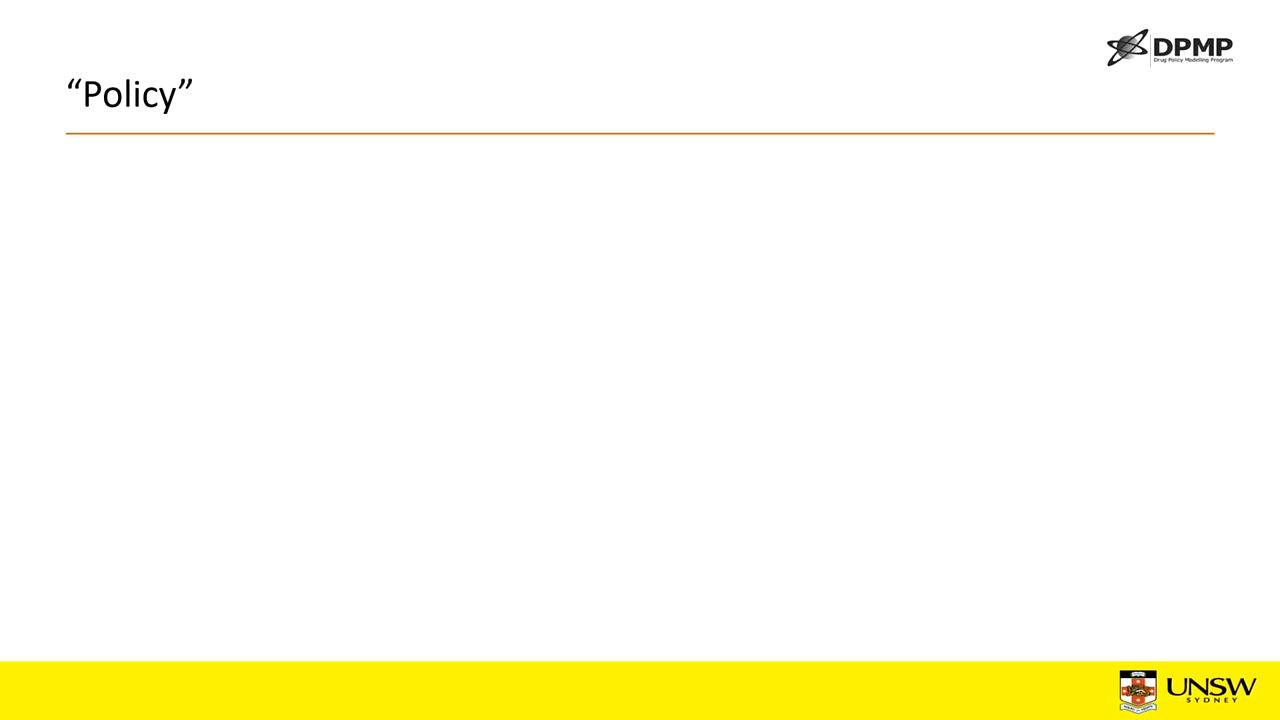 DPMP
Drug Policy Modelling Program
“Policy”
UNSW
SYDNEY